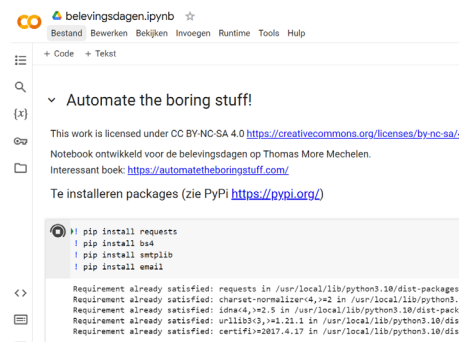 belevingsdagen.ipynb
Bestand Bewerken Bekijken Invoegen Runtime Tools Hulp
+ Code + Tekst
Automate the boring stuff!
{x}
This work is licensed under CC BY-NC-SA 4.0 https://creativecommons.org/licenses/by-nc-sa/
Notebook ontwikkeld voor de belevingsdagen op Thomas More Mechelen.
Interessant boek: https://automatetheboringstuff.com/
Te installeren packages (zie PyPi https://pypi.org/)
! pip install requests
! pip install bs4
! pip install smtplib
! pip install email
Requirement already satisfied: requests in /usr/local/lib/python3.10/dist-packages
Requirement already satisfied: charset-normalizer<4,>=2 in /usr/local/lib/python3.
Requirement already satisfied: idna<4,>=2.5 in /usr/local/lib/python3.10/dist-pack
Requirement already satisfied: urllib3<3,>=1.21.1 in /usr/local/lib/python3.10/dis
Requirement already satisfied: certifi>=2017.4.17 in /usr/local/lib/python3.10/dis